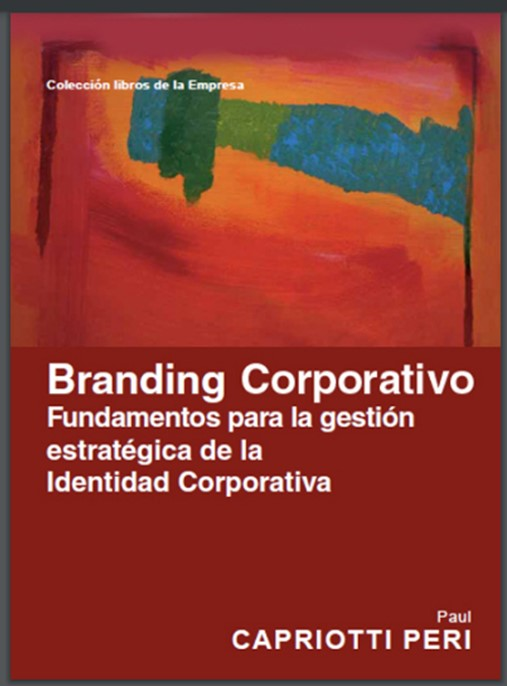 Colección libros de la Empresa
Branding Corporativo
Fundamentos para la gestión
estratégica de la
Identidad Corporativa
Paul
CAPRIOTTI PERI